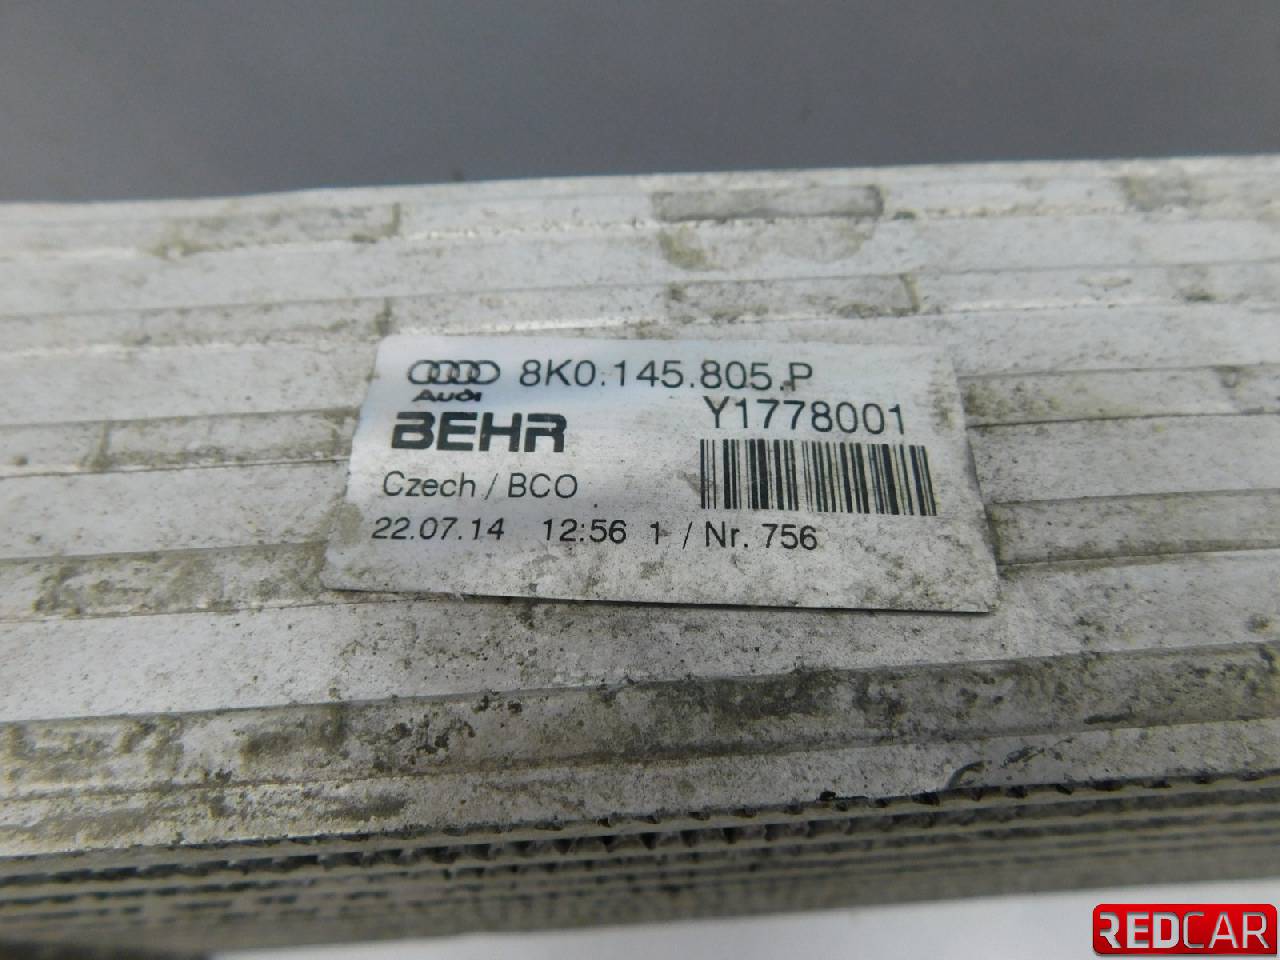 8K0.145.805.P
Audi
Y1778001
BEHR
Czech / BCO
22.07.14 12:56 1 / Nr. 756
REDCAR